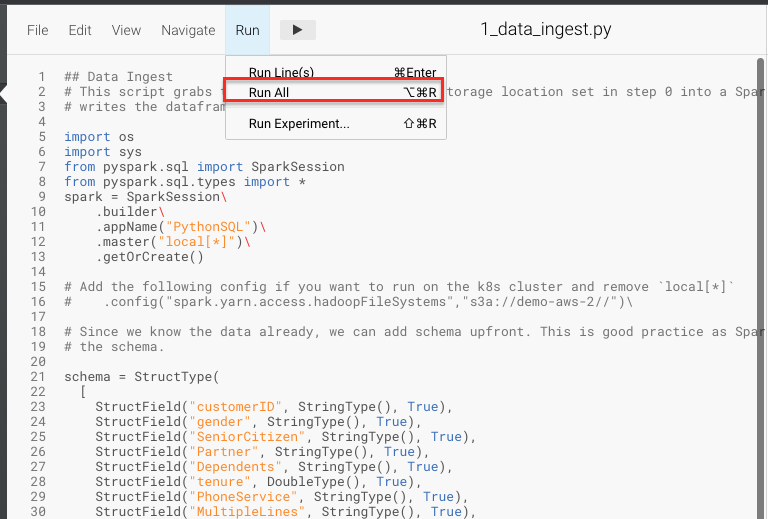 File Edit View Navigate Run 1_data_ingest.py
Run Line(s) ⌘Enter
Run All ⌥⌘R
Run Experiment... ⇧⌘R
1 ## Data Ingest
2 # This script grabs torage location set in step 0 into a Spar
3 # writes the datafram
4
5 import os
6 import sys
7 from pyspark.sql import SparkSession
8 from pyspark.sql.types import *
9 spark = SparkSession\
10 .builder\
11 .appName("PythonSQL")\
12 .master("local[*]")\
13 .getOrCreate()
14
15 # Add the following config if you want to run on the k8s cluster and remove `local[*]`
16 # .config("spark.yarn.access.hadoopFileSystems","s3a://demo-aws-2//")\
17
18 # Since we know the data already, we can add schema upfront. This is good practice as Spar
19 # the schema.
20
21 schema = StructType(
22 [
23 StructField("customerID", StringType(), True),
24 StructField("gender", StringType(), True),
25 StructField("SeniorCitizen", StringType(), True),
26 StructField("Partner", StringType(), True),
27 StructField("Dependents", StringType(), True),
28 StructField("tenure", DoubleType(), True),
29 StructField("PhoneService", StringType(), True),
30 StructField("MultipleLines", StringType(), True),